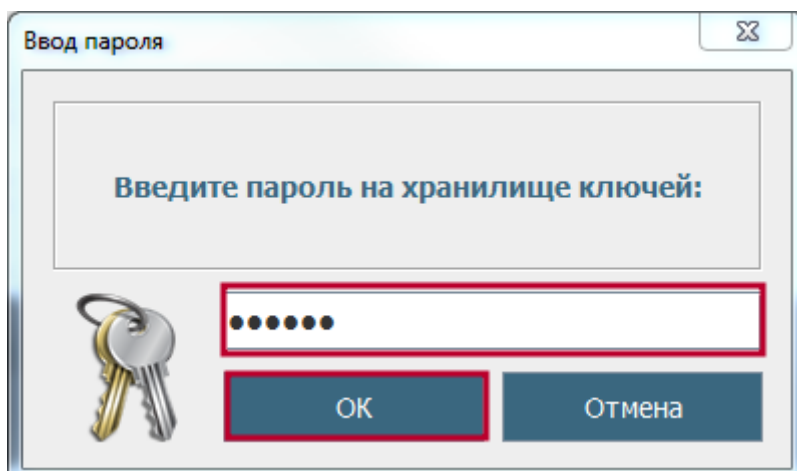 Ввод пароля
Введите пароль на хранилище ключей:
••••••
ОК
Отмена